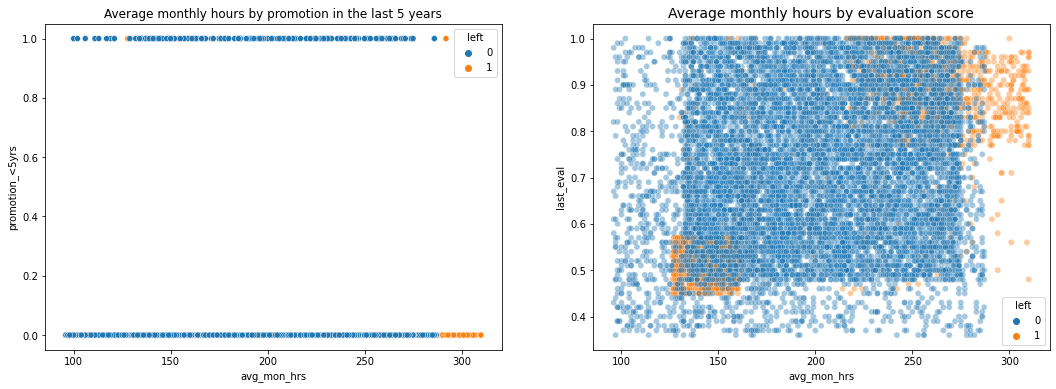 Average monthly hours by promotion in the last 5 years
left
0
1
promotion_<5yrs
1.0
0.8
0.6
0.4
0.2
0.0
100 150 200 250 300
avg_mon_hrs
Average monthly hours by evaluation score
last_eval
1.0
0.9
0.8
0.7
0.6
0.5
0.4
left
0
1
100 150 200 250 300
avg_mon_hrs